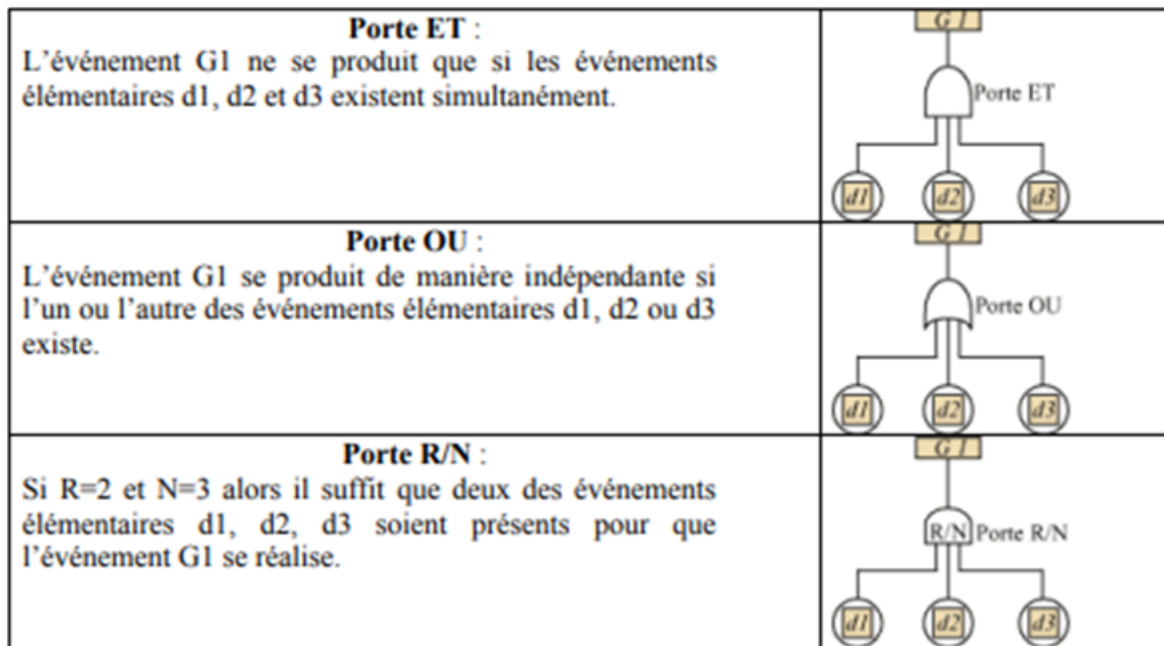 Porte ET :
L'événement G1 ne se produit que si les événements
élémentaires d1, d2 et d3 existent simultanément.
G 1
Porte ET
d1 d2 d3
Porte OU :
L'événement G1 se produit de manière indépendante si
l'un ou l'autre des événements élémentaires d1, d2 ou d3
existe.
G 1
Porte OU
d1 d2 d3
Porte R/N :
Si R=2 et N=3 alors il suffit que deux des événements
élémentaires d1, d2, d3 soient présents pour que
l'événement G1 se réalise.
G 1
R/N Porte R/N
d1 d2 d3